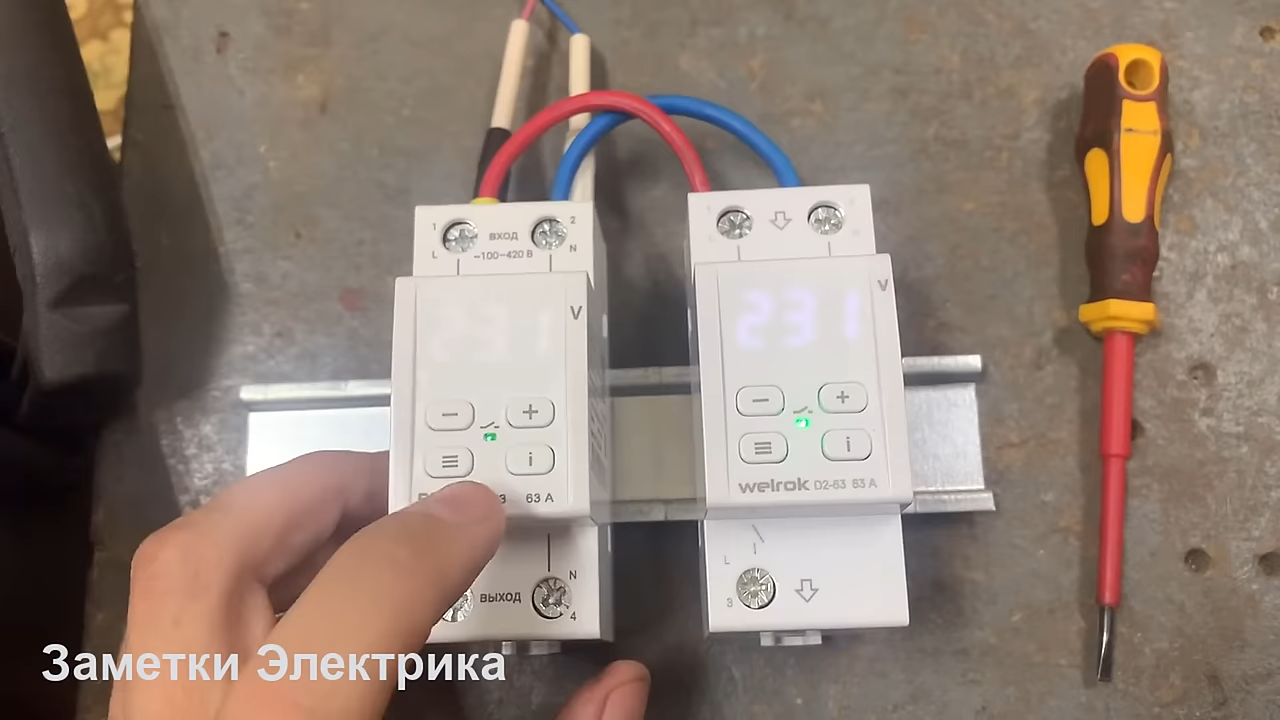 1 2
ВХОД
L N
~100-420 В
V
231
− +
i
63 А
N
ВЫХОД
4
V
231
− +
i
welrok D2-63 63 А
L
3
Заметки Электрика